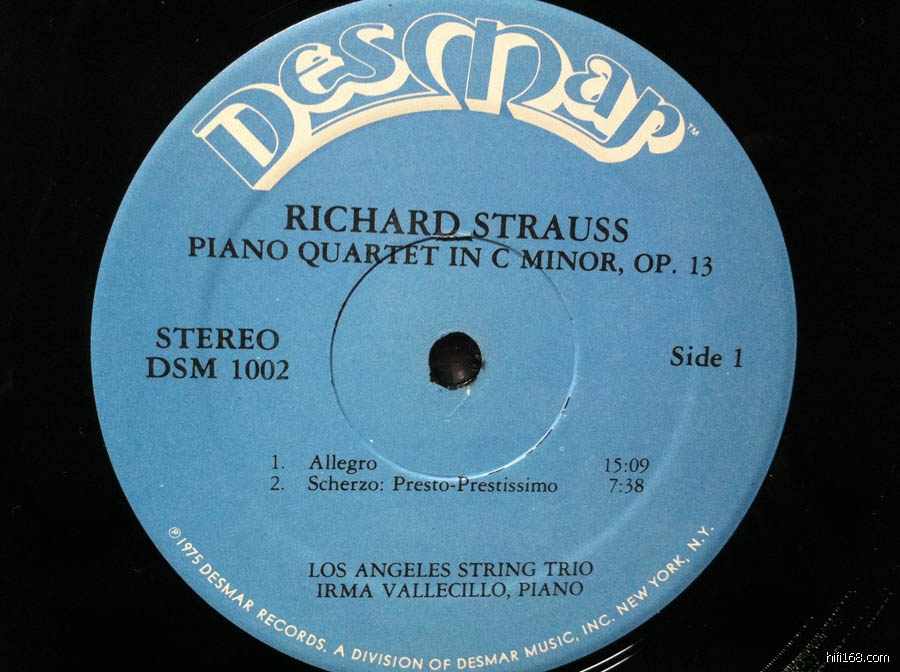 Desmar™
RICHARD STRAUSS
PIANO QUARTET IN C MINOR, OP. 13
STEREO
DSM 1002
Side 1
1. Allegro 15:09
2. Scherzo: Presto-Prestissimo 7:38
LOS ANGELES STRING TRIO
IRMA VALLECILLO, PIANO
℗1975 DESMAR RECORDS. A DIVISION OF DESMAR MUSIC, INC. NEW YORK, N.Y.
hifi168.com